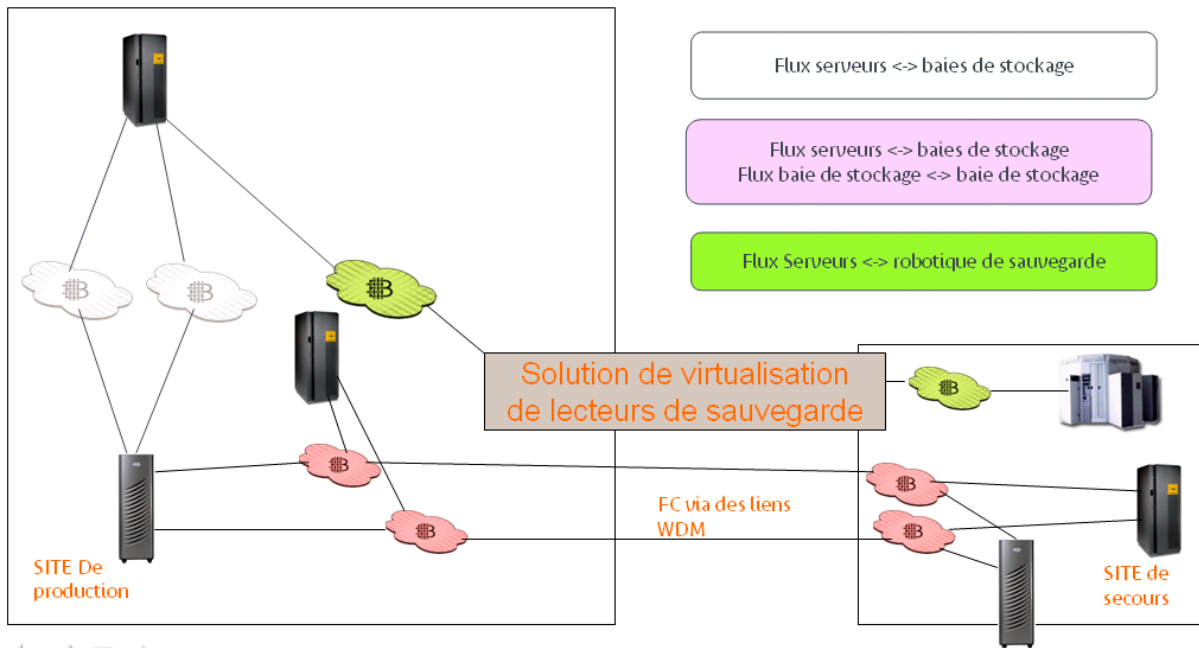 Flux serveurs <-> baies de stockage
Flux serveurs <-> baies de stockage
Flux baie de stockage <-> baie de stockage
Flux Serveurs <-> robotique de sauvegarde
Solution de virtualisation
de lecteurs de sauvegarde
FC via des liens
WDM
SITE De
production
SITE de
secours